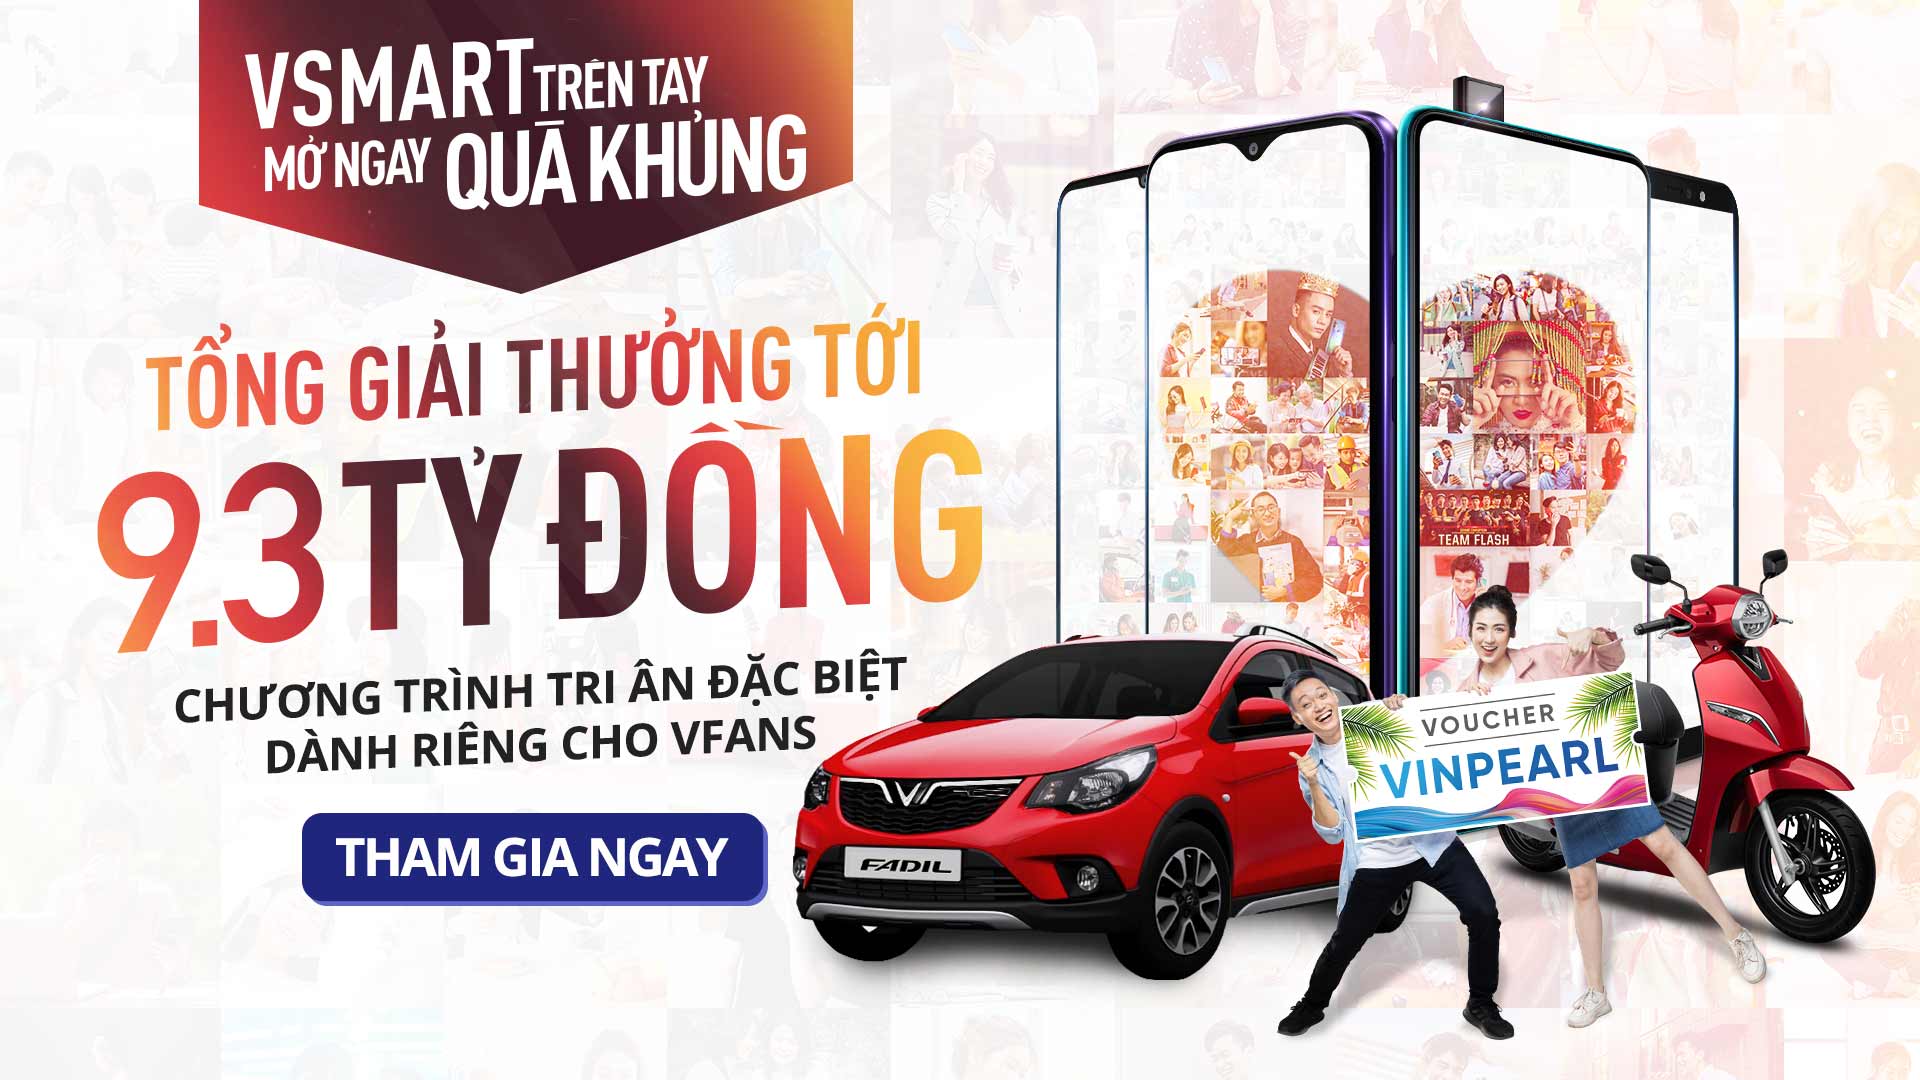 VSMART TRÊN TAY
MỞ NGAY QUÀ KHỦNG
TỔNG GIẢI THƯỞNG TỚI
9.3 TỶ ĐỒNG
CHƯƠNG TRÌNH TRI ÂN ĐẶC BIỆT
DÀNH RIÊNG CHO VFANS
THAM GIA NGAY
TEAM FLASH
FADIL
VOUCHER
VINPEARL